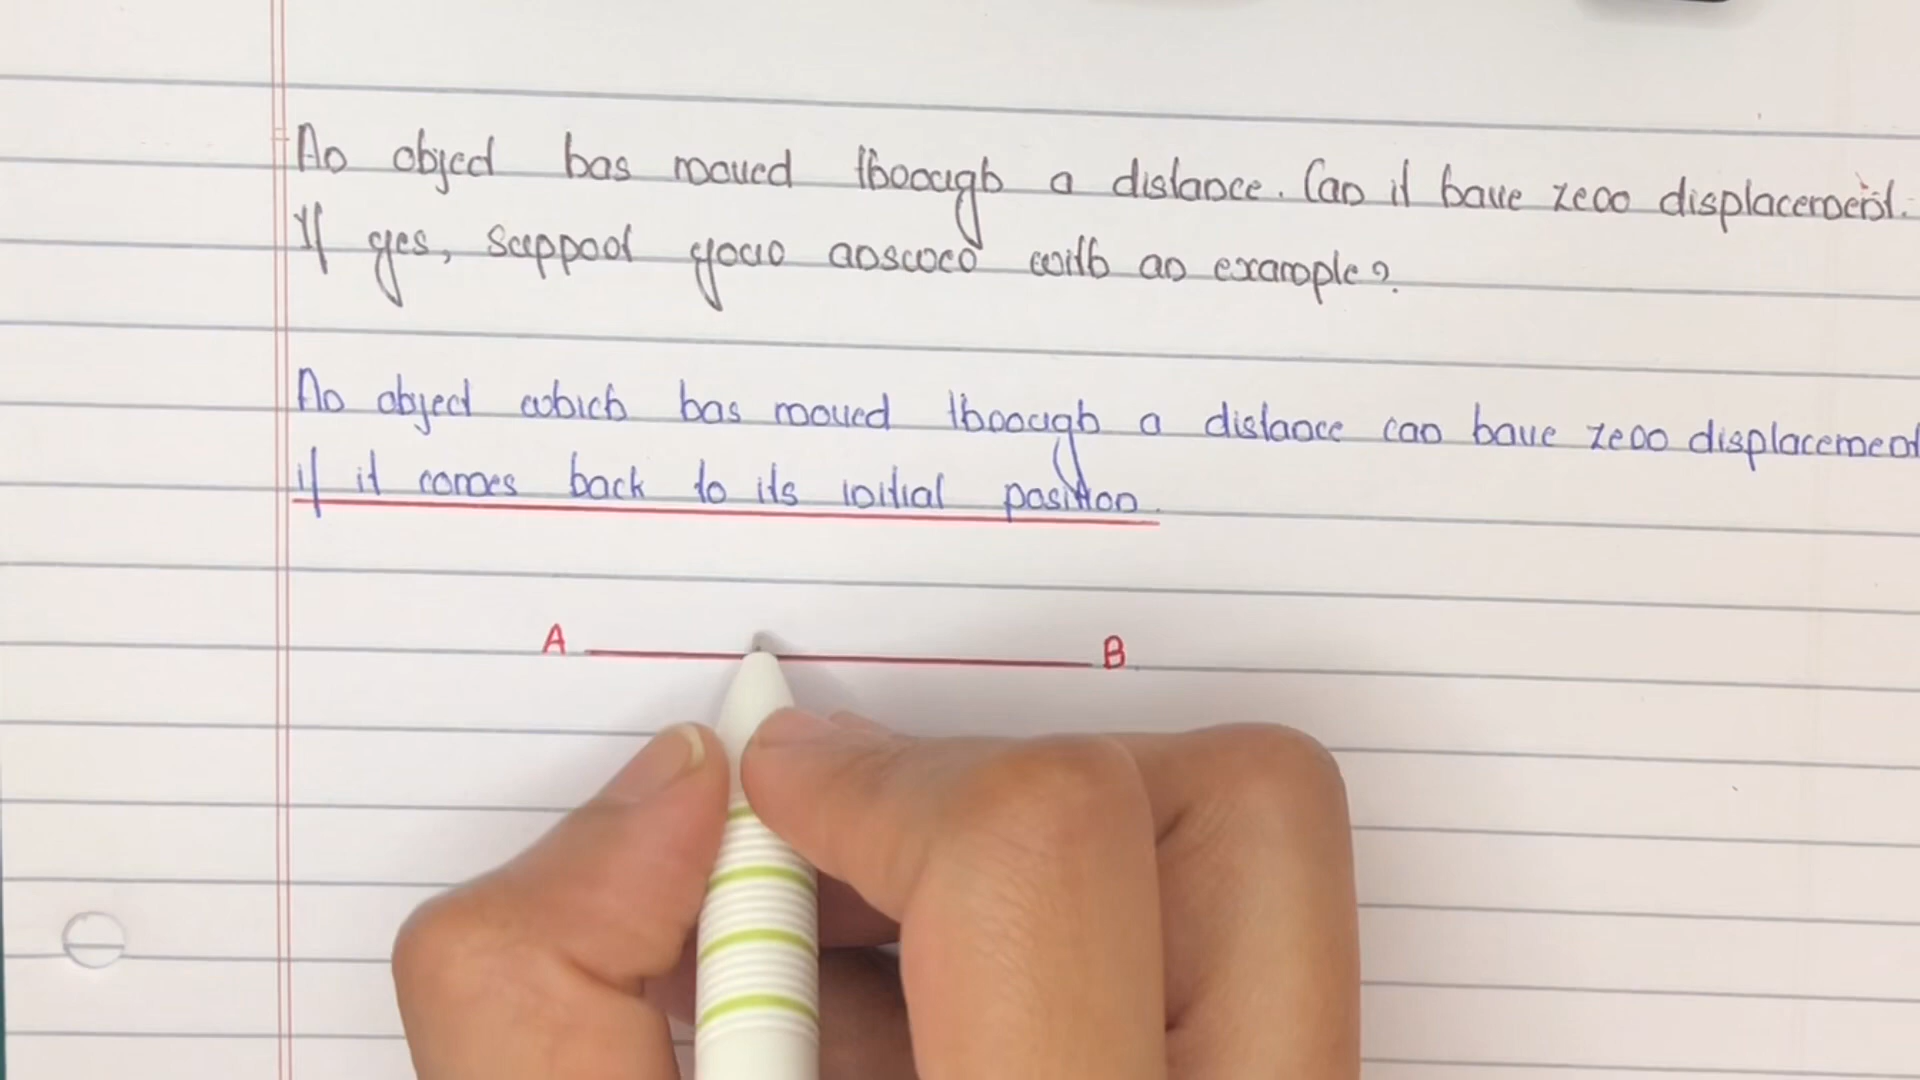 An object has moved through a distance. Can it have zero displacement.
If yes, support your answer with an example?
An object which has moved through a distance can have zero displacement
if it comes back to its initial position.
A B